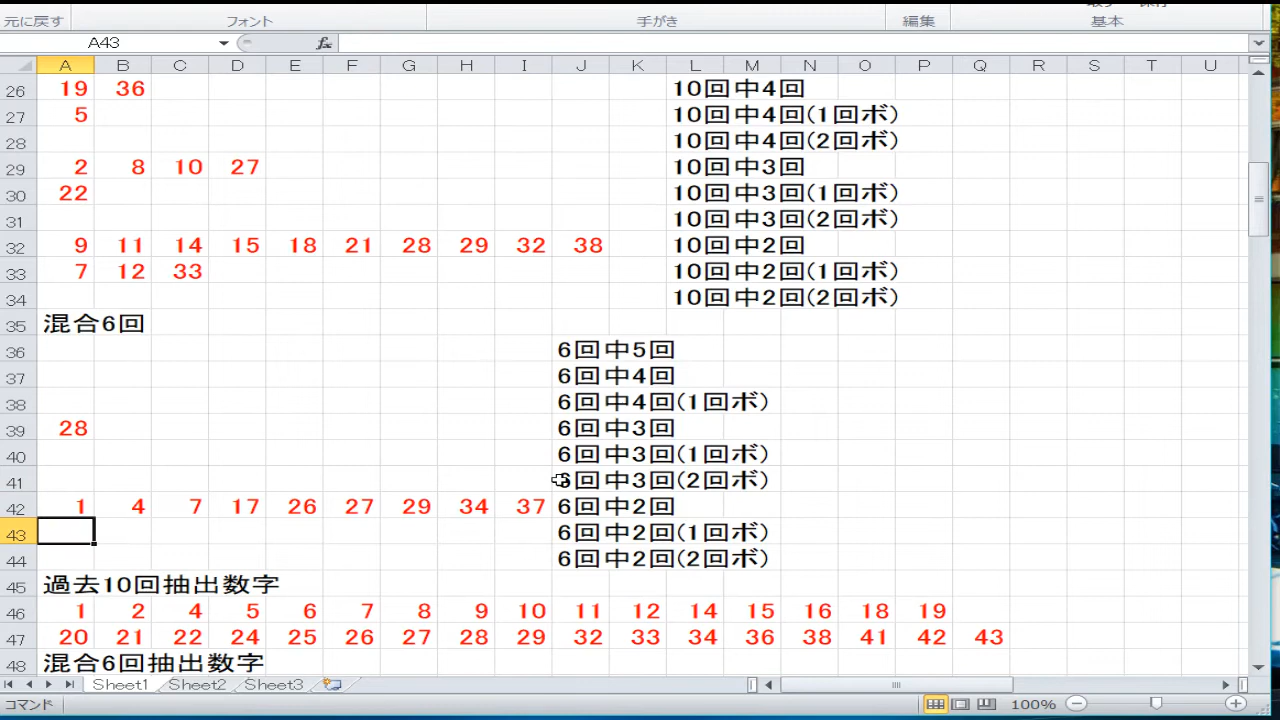 元に戻す フォント 手がき 編集 基本
A43
A B C D E F G H I J K L M N O P Q R S T U
26 19 36 10回中4回
27 5 10回中4回(1回ボ)
28 10回中4回(2回ボ)
29 2 8 10 27 10回中3回
30 22 10回中3回(1回ボ)
31 10回中3回(2回ボ)
32 9 11 14 15 18 21 28 29 32 38 10回中2回
33 7 12 33 10回中2回(1回ボ)
34 10回中2回(2回ボ)
35 混合6回
36 6回中5回
37 6回中4回
38 6回中4回(1回ボ)
39 28 6回中3回
40 6回中3回(1回ボ)
41 6回中3回(2回ボ)
42 1 4 7 17 26 27 29 34 37 6回中2回
43 6回中2回(1回ボ)
44 6回中2回(2回ボ)
45 過去10回抽出数字
46 1 2 4 5 6 7 8 9 10 11 12 14 15 16 18 19
47 20 21 22 24 25 26 27 28 29 32 33 34 36 38 41 42 43
48 混合6回抽出数字
Sheet1 Sheet2 Sheet3
コマンド 100%